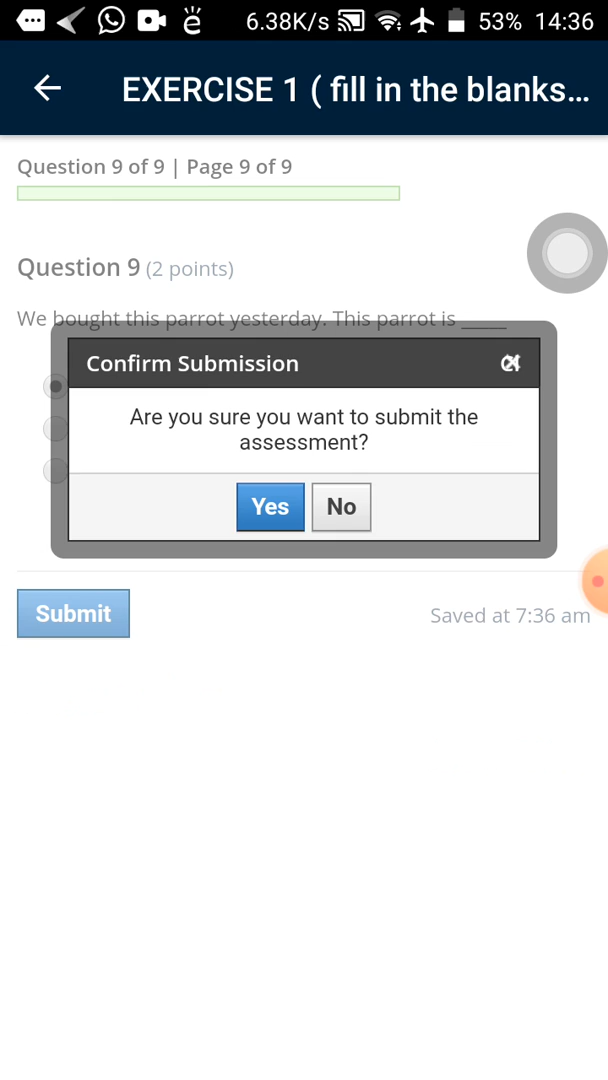 6.38K/s 53% 14:36
EXERCISE 1 ( fill in the blanks...
Question 9 of 9 | Page 9 of 9
Question 9 (2 points)
We bought this parrot yesterday. This parrot is _____
Confirm Submission
Are you sure you want to submit the
assessment?
Yes No
Submit Saved at 7:36 am